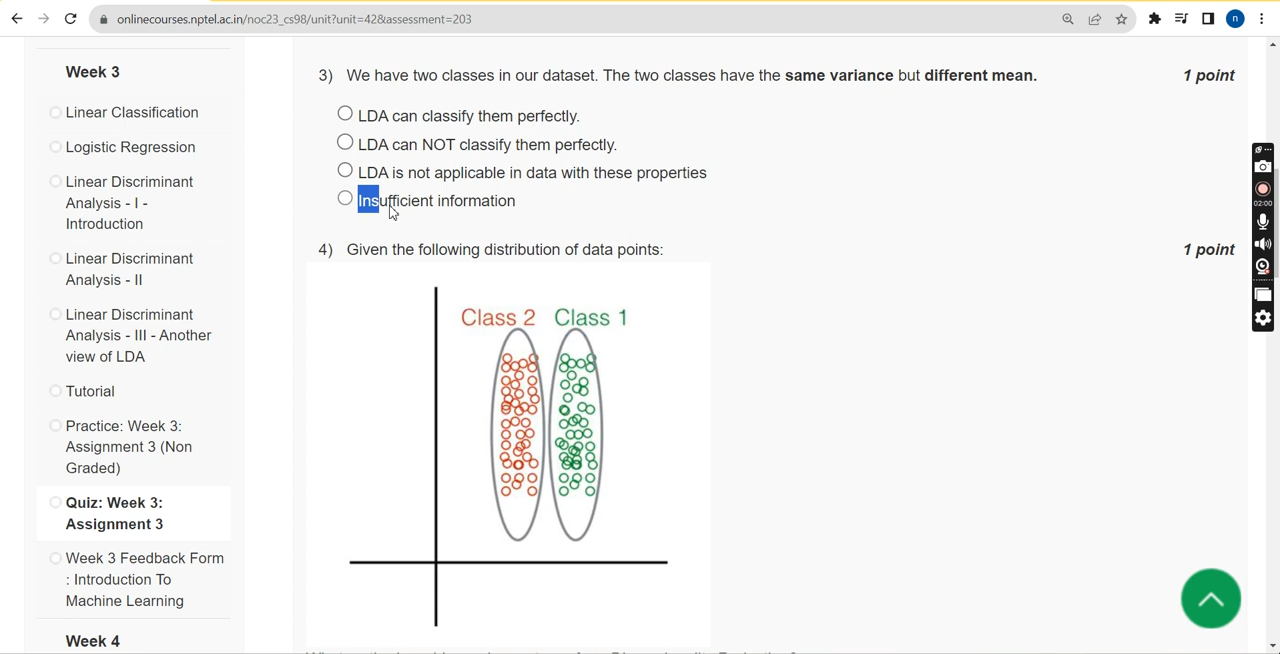 onlinecourses.nptel.ac.in/noc23_cs98/unit?unit=42&assessment=203
n
Week 3
Linear Classification
Logistic Regression
Linear Discriminant
Analysis - I -
Introduction
Linear Discriminant
Analysis - II
Linear Discriminant
Analysis - III - Another
view of LDA
Tutorial
Practice: Week 3:
Assignment 3 (Non
Graded)
Quiz: Week 3:
Assignment 3
Week 3 Feedback Form
: Introduction To
Machine Learning
Week 4
3) We have two classes in our dataset. The two classes have the same variance but different mean. 1 point
LDA can classify them perfectly.
LDA can NOT classify them perfectly.
LDA is not applicable in data with these properties
Insufficient information
4) Given the following distribution of data points: 1 point
Class 2 Class 1
02:00